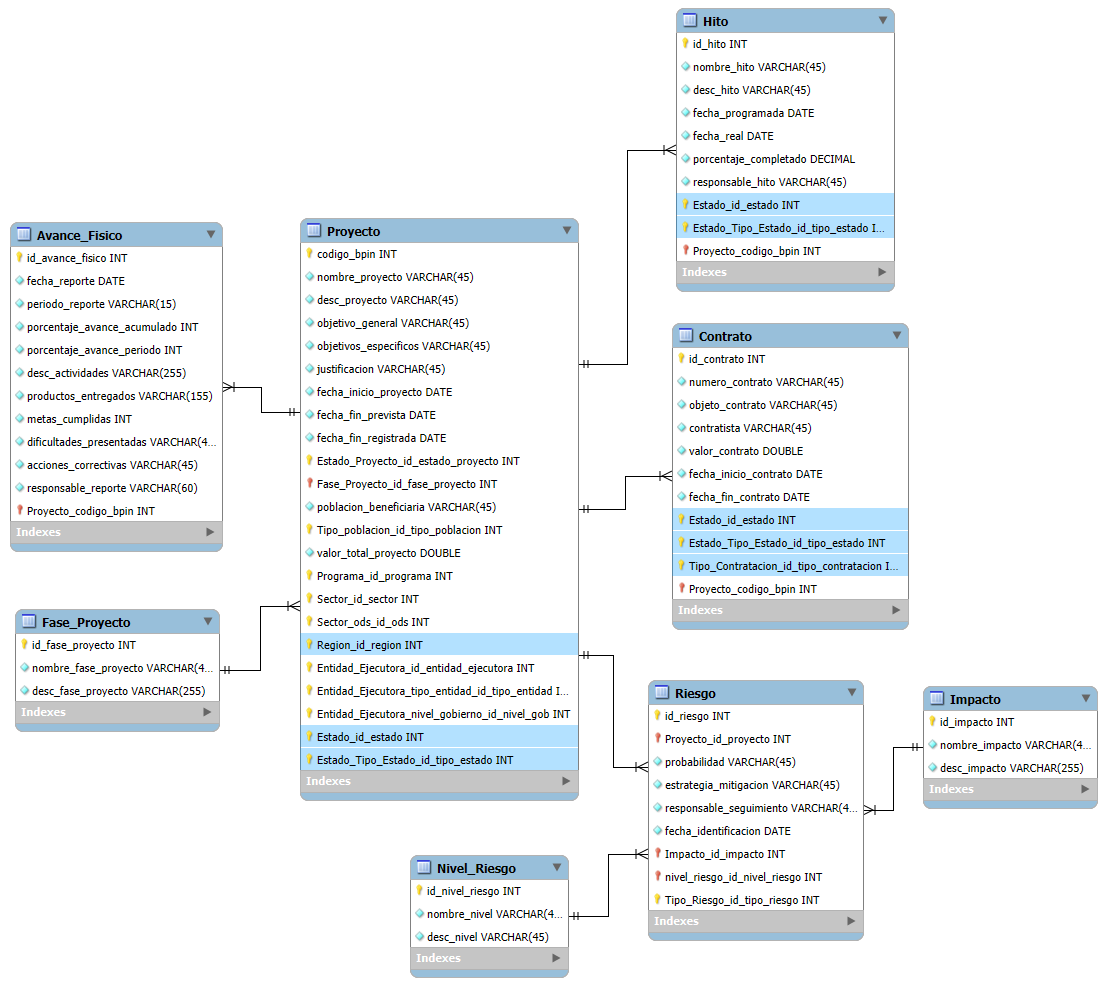 Hito
id_hito INT
nombre_hito VARCHAR(45)
desc_hito VARCHAR(45)
fecha_programada DATE
fecha_real DATE
porcentaje_completado DECIMAL
responsable_hito VARCHAR(45)
Estado_id_estado INT
Estado_Tipo_Estado_id_tipo_estado I...
Proyecto_codigo_bpin INT
Indexes
Avance_Fisico
id_avance_fisico INT
fecha_reporte DATE
periodo_reporte VARCHAR(15)
porcentaje_avance_acumulado INT
porcentaje_avance_periodo INT
desc_actividades VARCHAR(255)
productos_entregados VARCHAR(155)
metas_cumplidas INT
dificultades_presentadas VARCHAR(4...
acciones_correctivas VARCHAR(45)
responsable_reporte VARCHAR(60)
Proyecto_codigo_bpin INT
Indexes
Proyecto
codigo_bpin INT
nombre_proyecto VARCHAR(45)
desc_proyecto VARCHAR(45)
objetivo_general VARCHAR(45)
objetivos_especificos VARCHAR(45)
justificacion VARCHAR(45)
fecha_inicio_proyecto DATE
fecha_fin_prevista DATE
fecha_fin_registrada DATE
Estado_Proyecto_id_estado_proyecto INT
Fase_Proyecto_id_fase_proyecto INT
poblacion_beneficiaria VARCHAR(45)
Tipo_poblacion_id_tipo_poblacion INT
valor_total_proyecto DOUBLE
Programa_id_programa INT
Sector_id_sector INT
Sector_ods_id_ods INT
Region_id_region INT
Entidad_Ejecutora_id_entidad_ejecutora INT
Entidad_Ejecutora_tipo_entidad_id_tipo_entidad I...
Entidad_Ejecutora_nivel_gobierno_id_nivel_gob INT
Estado_id_estado INT
Estado_Tipo_Estado_id_tipo_estado INT
Indexes
Contrato
id_contrato INT
numero_contrato VARCHAR(45)
objeto_contrato VARCHAR(45)
contratista VARCHAR(45)
valor_contrato DOUBLE
fecha_inicio_contrato DATE
fecha_fin_contrato DATE
Estado_id_estado INT
Estado_Tipo_Estado_id_tipo_estado INT
Tipo_Contratacion_id_tipo_contratacion I...
Proyecto_codigo_bpin INT
Indexes
Fase_Proyecto
id_fase_proyecto INT
nombre_fase_proyecto VARCHAR(4...
desc_fase_proyecto VARCHAR(255)
Indexes
Riesgo
id_riesgo INT
Proyecto_id_proyecto INT
probabilidad VARCHAR(45)
estrategia_mitigacion VARCHAR(45)
responsable_seguimiento VARCHAR(4...
fecha_identificacion DATE
Impacto_id_impacto INT
nivel_riesgo_id_nivel_riesgo INT
Tipo_Riesgo_id_tipo_riesgo INT
Indexes
Impacto
id_impacto INT
nombre_impacto VARCHAR(4...
desc_impacto VARCHAR(255)
Indexes
Nivel_Riesgo
id_nivel_riesgo INT
nombre_nivel VARCHAR(4...
desc_nivel VARCHAR(45)
Indexes